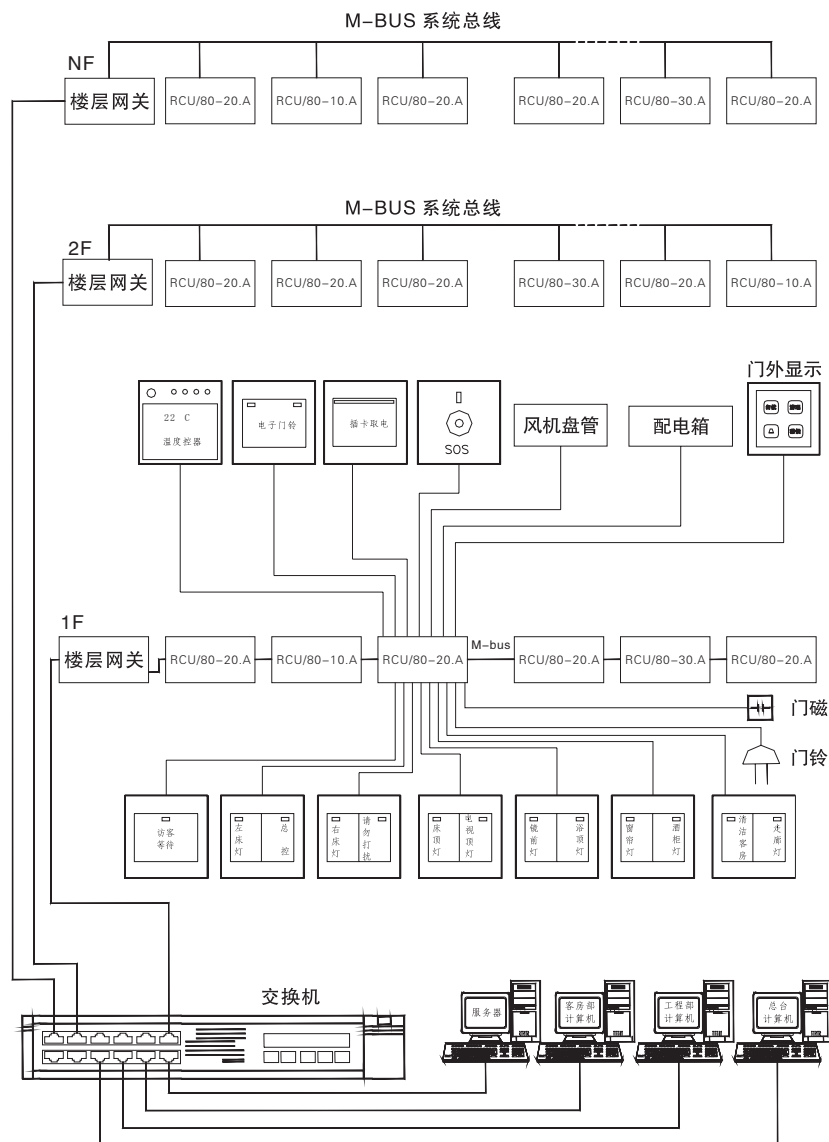 M-BUS 系统总线
NF
楼层网关
RCU/80-20.A
RCU/80-10.A
RCU/80-20.A
RCU/80-20.A
RCU/80-30.A
RCU/80-20.A
M-BUS 系统总线
2F
楼层网关
RCU/80-20.A
RCU/80-20.A
RCU/80-20.A
RCU/80-30.A
RCU/80-20.A
RCU/80-10.A
22 C
温度控器
电子门铃
插卡取电
SOS
风机盘管
配电箱
门外显示
1F
楼层网关
RCU/80-20.A
RCU/80-10.A
RCU/80-20.A
M-bus
RCU/80-20.A
RCU/80-30.A
RCU/80-20.A
门磁
门铃
访客
等待
左床灯
总控
右床灯
请勿打扰
床顶灯
电视顶灯
镜前灯
浴顶灯
窗帘灯
酒柜灯
清洁客房
走廊灯
交换机
服务器
客房部
计算机
工程部
计算机
总台
计算机